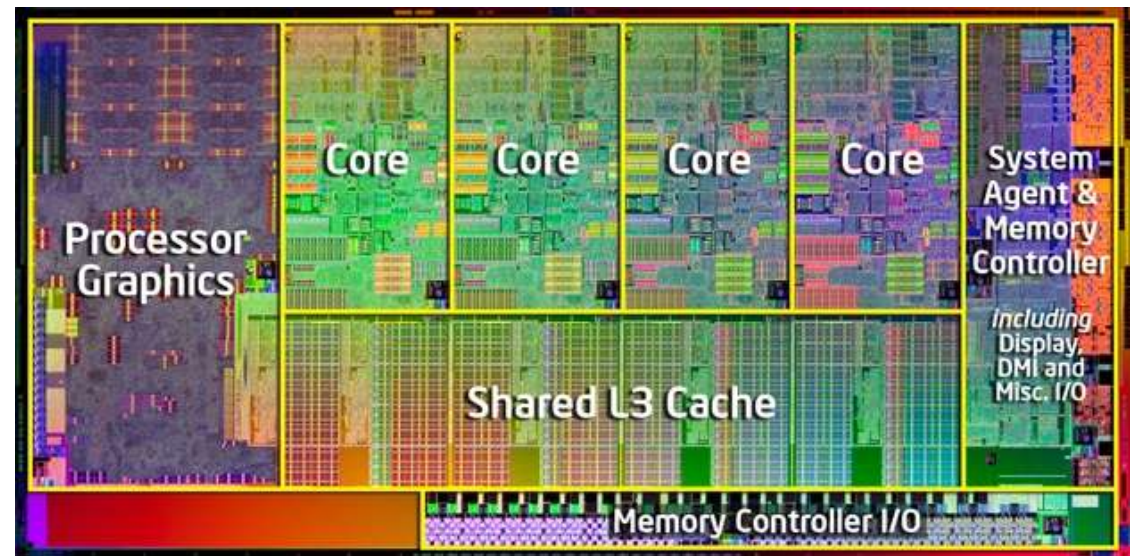 Processor
Graphics
Core
Core
Core
Core
System
Agent &
Memory
Controller
including
Display,
DMI and
Misc. I/O
Shared L3 Cache
Memory Controller I/O